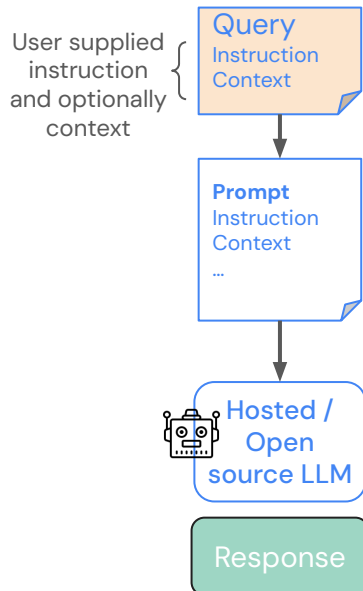 User supplied
instruction
and optionally
context
Query
Instruction
Context
Prompt
Instruction
Context
...
Hosted /
Open
source LLM
Response